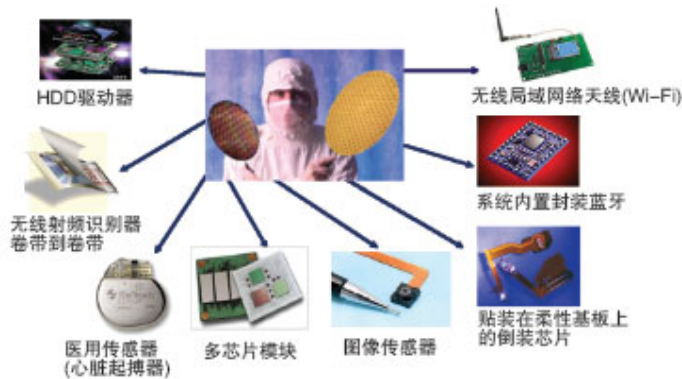 HDD驱动器
无线局域网络天线(Wi-Fi)
无线射频识别器
卷带到卷带
系统内置封装蓝牙
医用传感器
(心脏起搏器)
多芯片模块
图像传感器
贴装在柔性基板上
的倒装芯片